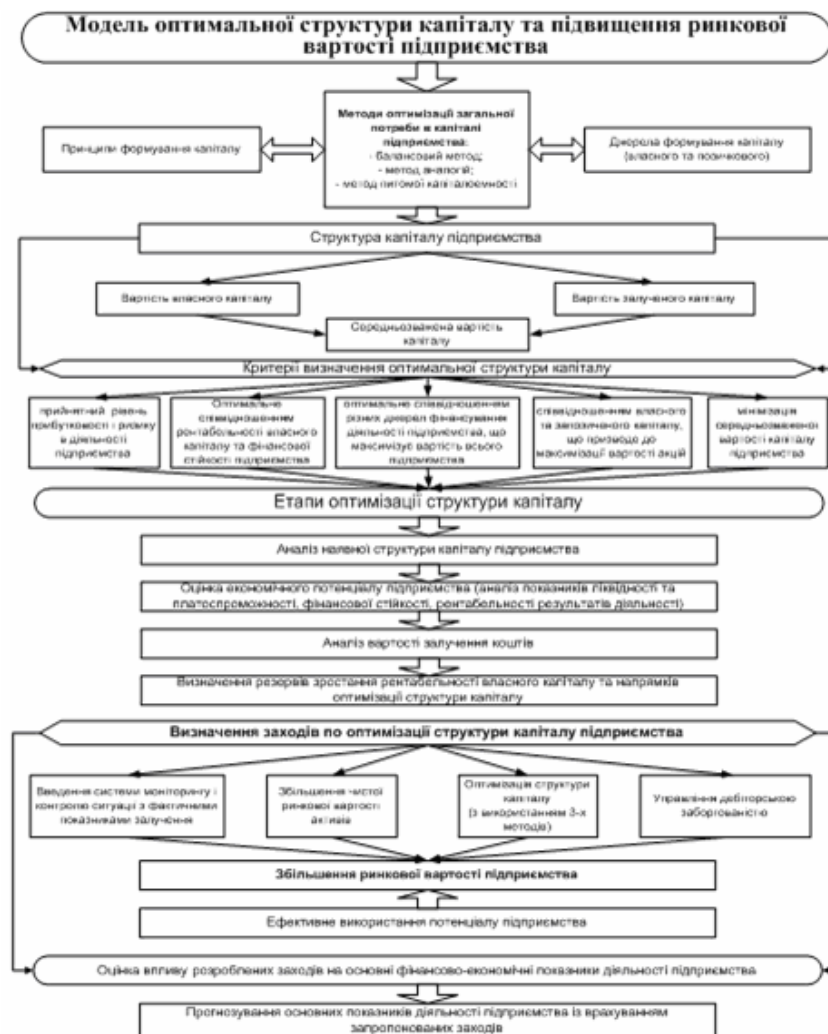 Модель оптимальної структури капіталу та підвищення ринкової
вартості підприємства
Методи оптимізації загальної
потреби в капіталі
підприємства:
- балансовий метод;
- метод аналогій;
- метод питомої капіталоємності
Принципи формування капіталу
Джерела формування капіталу
(власного та позичкового)
Структура капіталу підприємства
Вартість власного капіталу
Вартість залученого капіталу
Середньозважена вартість
капіталу
Критерії визначення оптимальної структури капіталу
прийнятний рівень
прибутковості і ризику
в діяльності
підприємства
Оптимальне
співвідношенням
рентабельності власного
капіталу та фінансової
стійкості підприємства
оптимальне співвідношенням
різних джерел фінансування
діяльності підприємства, що
максимізує вартість всього
підприємства
співвідношенням власного
та запозиченого капіталу,
що призводе до
максимізації вартості акцій
мінімізація
середньозваженої
вартості капіталу
підприємства
Етапи оптимізації структури капіталу
Аналіз наявної структури капіталу підприємства
Оцінка економічного потенціалу підприємства (аналіз показників ліквідності та
платоспроможності, фінансової стійкості, рентабельності результатів діяльності)
Аналіз вартості залучення коштів
Визначення резервів зростання рентабельності власного капіталу та напрямків
оптимізації структури капіталу
Визначення заходів по оптимізації структури капіталу підприємства
Введення системи моніторингу і
контролю ситуації з фактичними
показниками залучення
Збільшення чистої
ринкової вартості
активів
Оптимізація структури
капіталу
(з використанням 3-х
методів)
Управління дебіторською
заборгованістю
Збільшення ринкової вартості підприємства
Ефективне використання потенціалу підприємства
Оцінка впливу розроблених заходів на основні фінансово-економічні показники діяльності підприємства
Прогнозування основних показників діяльності підприємства із врахуванням
запропонованих заходів